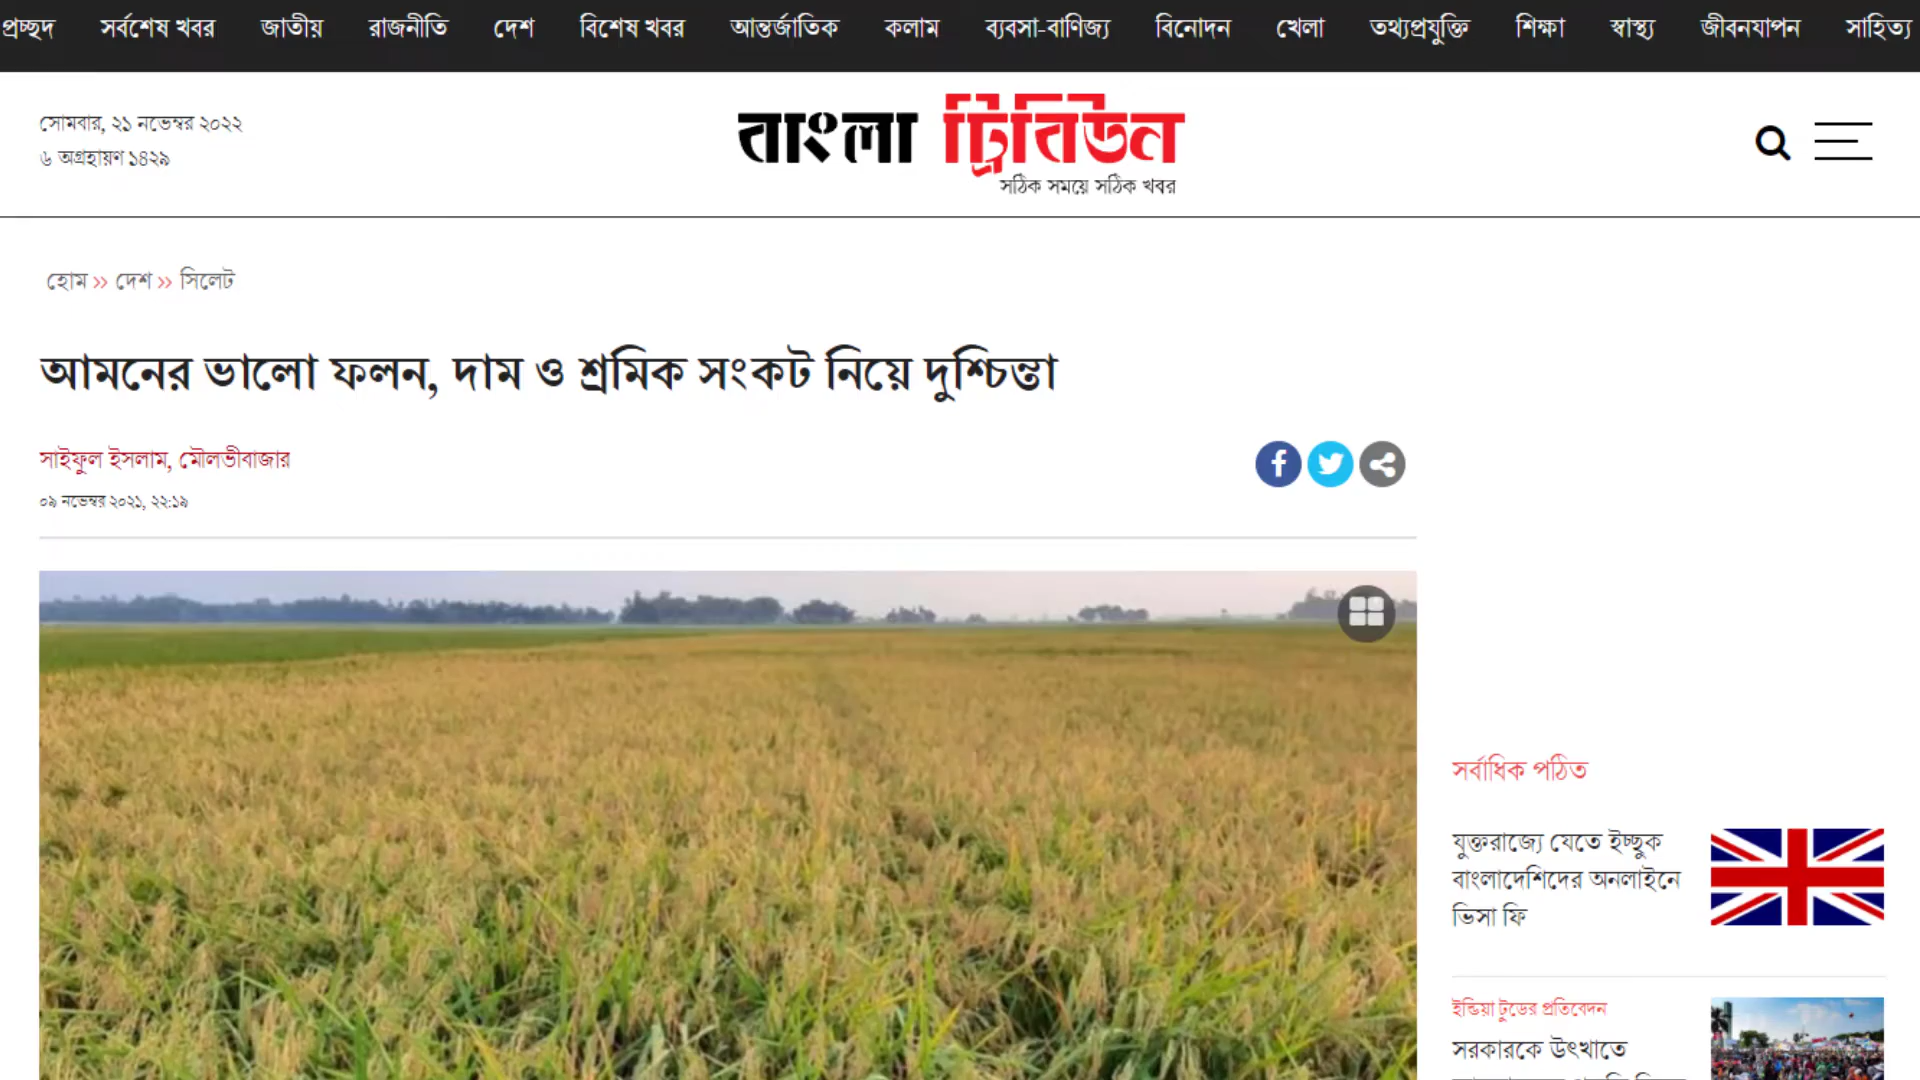 প্রচ্ছদ সর্বশেষ খবর জাতীয় রাজনীতি দেশ বিশেষ খবর আন্তর্জাতিক কলাম ব্যবসা-বাণিজ্য বিনোদন খেলা তথ্যপ্রযুক্তি শিক্ষা স্বাস্থ্য জীবনযাপন সাহিত্য
সোমবার, ২১ নভেম্বর ২০২২
৬ অগ্রহায়ণ ১৪২৯
বাংলা ট্রিবিউন
সঠিক সময়ে সঠিক খবর
হোম >> দেশ >> সিলেট
আমনের ভালো ফলন, দাম ও শ্রমিক সংকট নিয়ে দুশ্চিন্তা
সাইফুল ইসলাম, মৌলভীবাজার
০৯ নভেম্বর ২০২১, ২২:১৯
সর্বাধিক পঠিত
যুক্তরাজ্যে যেতে ইচ্ছুক
বাংলাদেশিদের অনলাইনে
ভিসা ফি
ইন্ডিয়া টুডের প্রতিবেদন
সরকারকে উৎখাতে